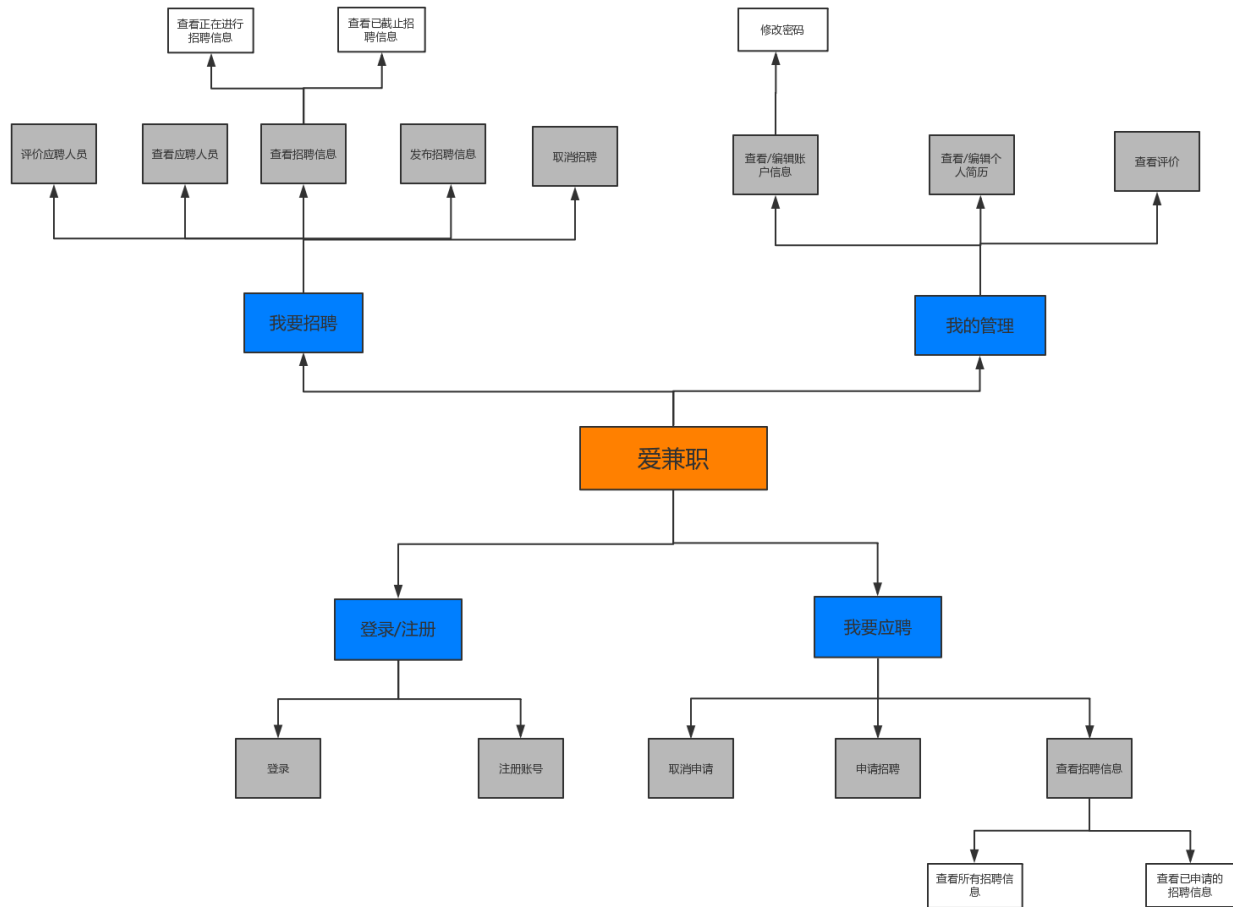 查看正在进行
招聘信息
查看已截止招
聘信息
修改密码
评价应聘人员
查看应聘人员
查看招聘信息
发布招聘信息
取消招聘
查看/编辑账
户信息
查看/编辑个
人简历
查看评价
我要招聘
我的管理
爱兼职
登录/注册
我要应聘
登录
注册账号
取消申请
申请招聘
查看招聘信息
查看所有招聘信
息
查看已申请的
招聘信息